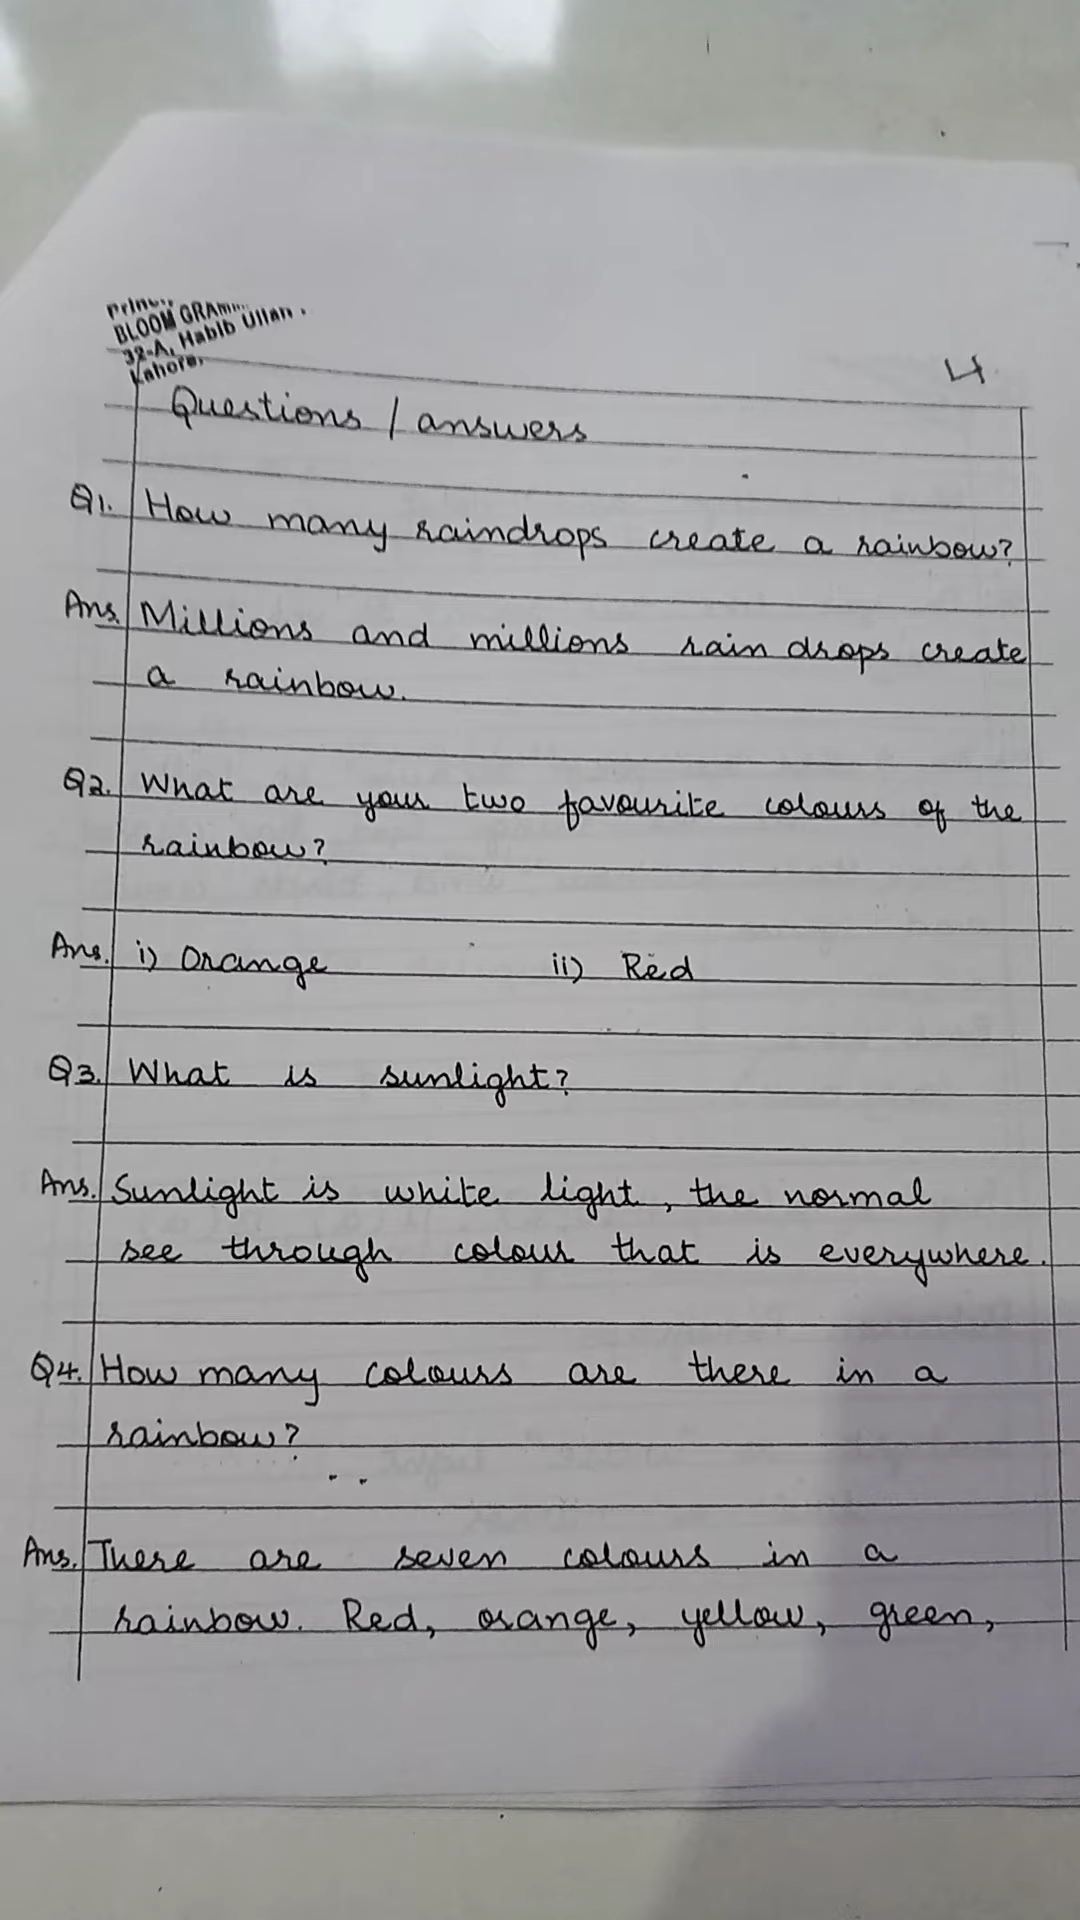 BLOOM
32-A, Habib Ullah
Lahore.
4
Questions / answers
Q1. How many raindrops create a rainbow?
Ans. Millions and millions rain drops create
a rainbow.
Q2. What are your two favourite colours of the
rainbow?
Ans. i) Orange ii) Red
Q3. What is sunlight?
Ans. Sunlight is white light, the normal
see through colour that is everywhere.
Q4. How many colours are there in a
rainbow?
Ans. There are seven colours in a
rainbow. Red, orange, yellow, green,